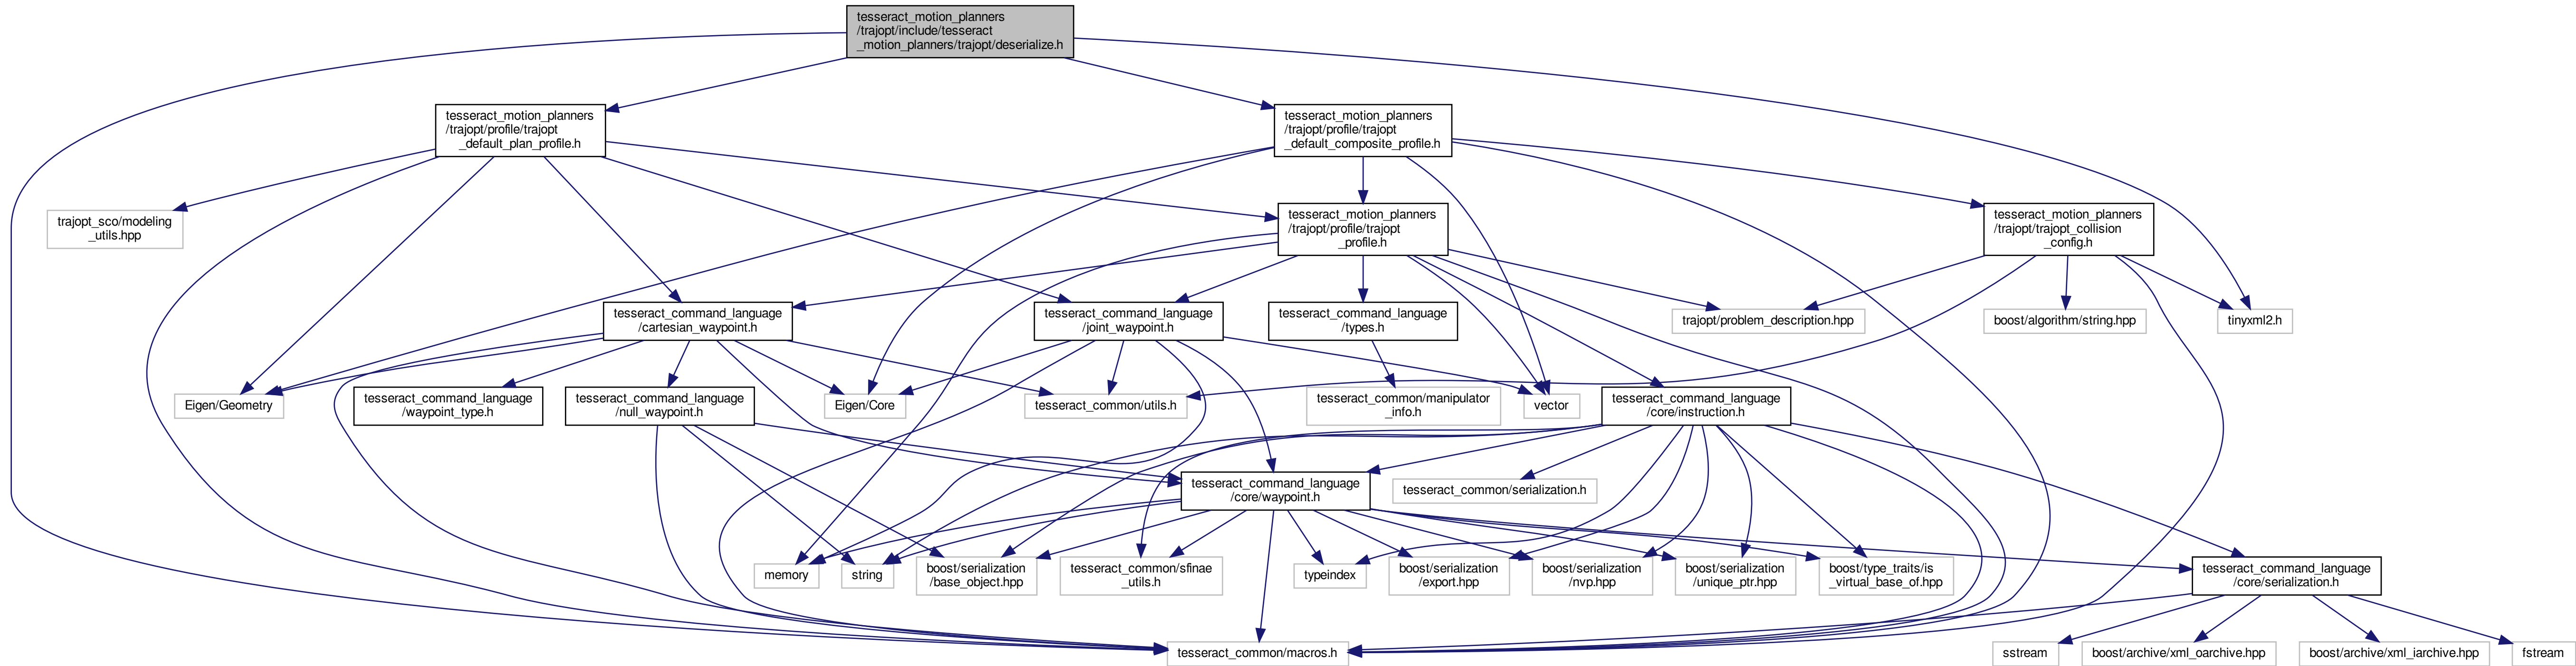 tesseract_motion_planners
/trajopt/include/tesseract
_motion_planners/trajopt/deserialize.h
tesseract_motion_planners
/trajopt/profile/trajopt
_default_plan_profile.h
tesseract_motion_planners
/trajopt/profile/trajopt
_default_composite_profile.h
trajopt_sco/modeling
_utils.hpp
tesseract_motion_planners
/trajopt/profile/trajopt
_profile.h
tesseract_motion_planners
/trajopt/trajopt_collision
_config.h
tesseract_command_language
/cartesian_waypoint.h
tesseract_command_language
/joint_waypoint.h
tesseract_command_language
/types.h
trajopt/problem_description.hpp
boost/algorithm/string.hpp
tinyxml2.h
Eigen/Geometry
tesseract_command_language
/waypoint_type.h
tesseract_command_language
/null_waypoint.h
Eigen/Core
tesseract_common/utils.h
tesseract_common/manipulator
_info.h
vector
tesseract_command_language
/core/instruction.h
tesseract_command_language
/core/waypoint.h
tesseract_common/serialization.h
memory
string
boost/serialization
/base_object.hpp
tesseract_common/sfinae
_utils.h
typeindex
boost/serialization
/export.hpp
boost/serialization
/nvp.hpp
boost/serialization
/unique_ptr.hpp
boost/type_traits/is
_virtual_base_of.hpp
tesseract_command_language
/core/serialization.h
tesseract_common/macros.h
sstream
boost/archive/xml_oarchive.hpp
boost/archive/xml_iarchive.hpp
fstream